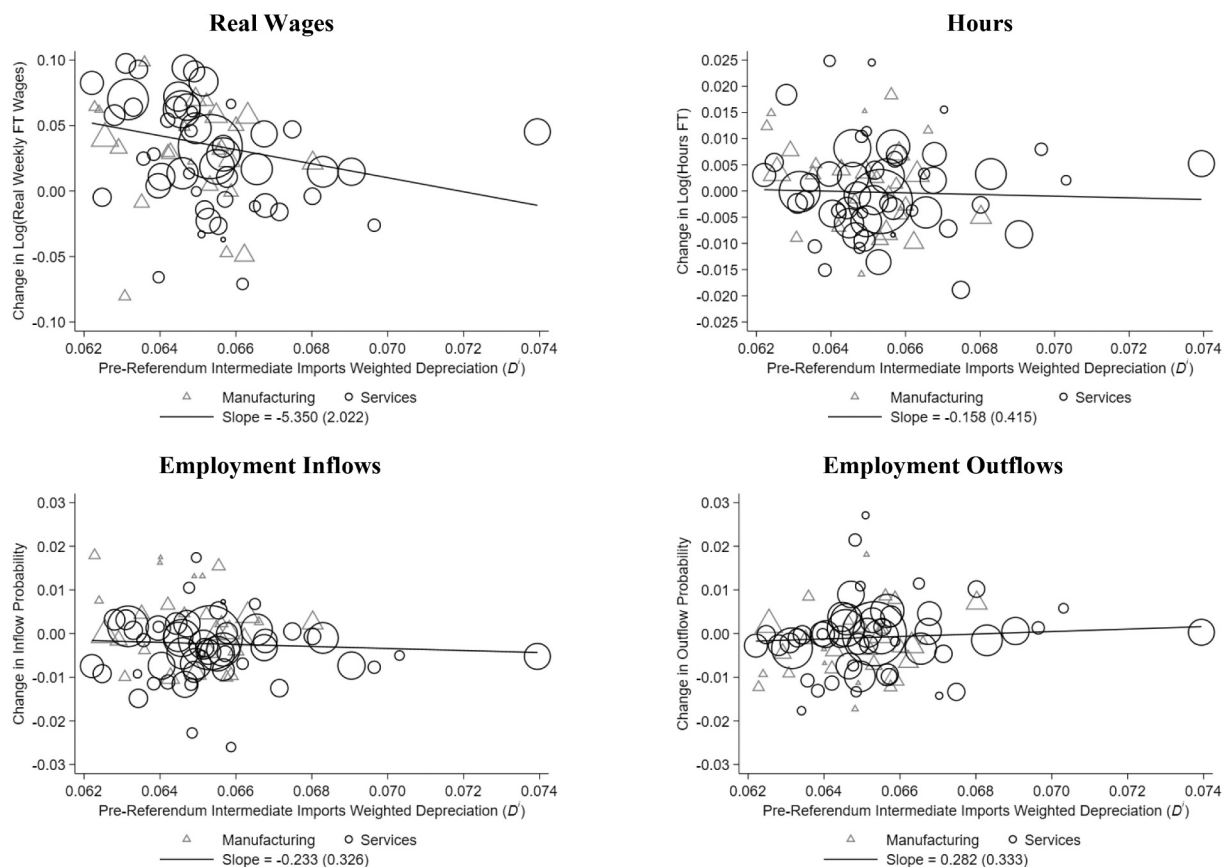 Real Wages
Change in Log(Real Weekly FT Wages)
0.10
0.05
0.00
-0.05
-0.10
0.062 0.064 0.066 0.068 0.070 0.072 0.074
Pre-Referendum Intermediate Imports Weighted Depreciation (Dⁱ)
Manufacturing Services
Slope = -5.350 (2.022)
Hours
Change in Log(Hours FT)
0.025
0.020
0.015
0.010
0.005
0.000
-0.005
-0.010
-0.015
-0.020
-0.025
0.062 0.064 0.066 0.068 0.070 0.072 0.074
Pre-Referendum Intermediate Imports Weighted Depreciation (Dⁱ)
Manufacturing Services
Slope = -0.158 (0.415)
Employment Inflows
Change in Inflow Probability
0.03
0.02
0.01
0.00
-0.01
-0.02
-0.03
0.062 0.064 0.066 0.068 0.070 0.072 0.074
Pre-Referendum Intermediate Imports Weighted Depreciation (Dⁱ)
Manufacturing Services
Slope = -0.233 (0.326)
Employment Outflows
Change in Outflow Probability
0.03
0.02
0.01
0.00
-0.01
-0.02
-0.03
0.062 0.064 0.066 0.068 0.070 0.072 0.074
Pre-Referendum Intermediate Imports Weighted Depreciation (Dⁱ)
Manufacturing Services
Slope = 0.282 (0.333)